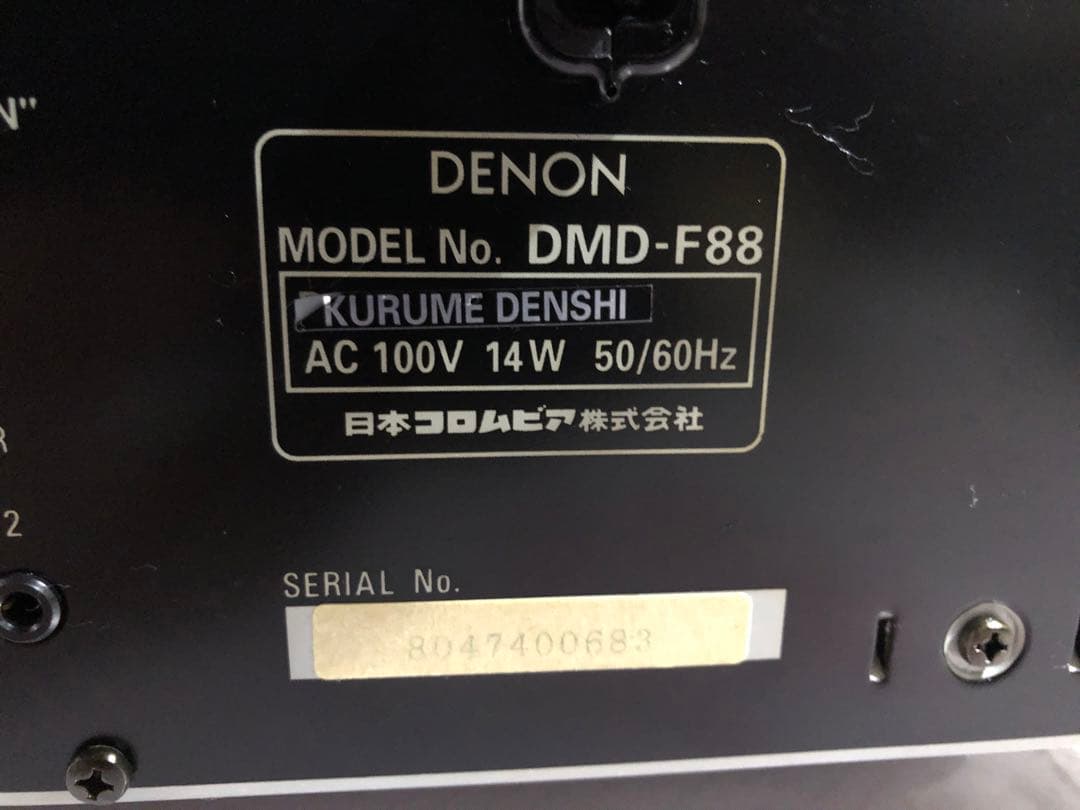 N"
DENON
MODEL No. DMD-F88
KURUME DENSHI
AC 100V 14W 50/60Hz
日本コロムビア株式会社
R
2
SERIAL No.
8047400683